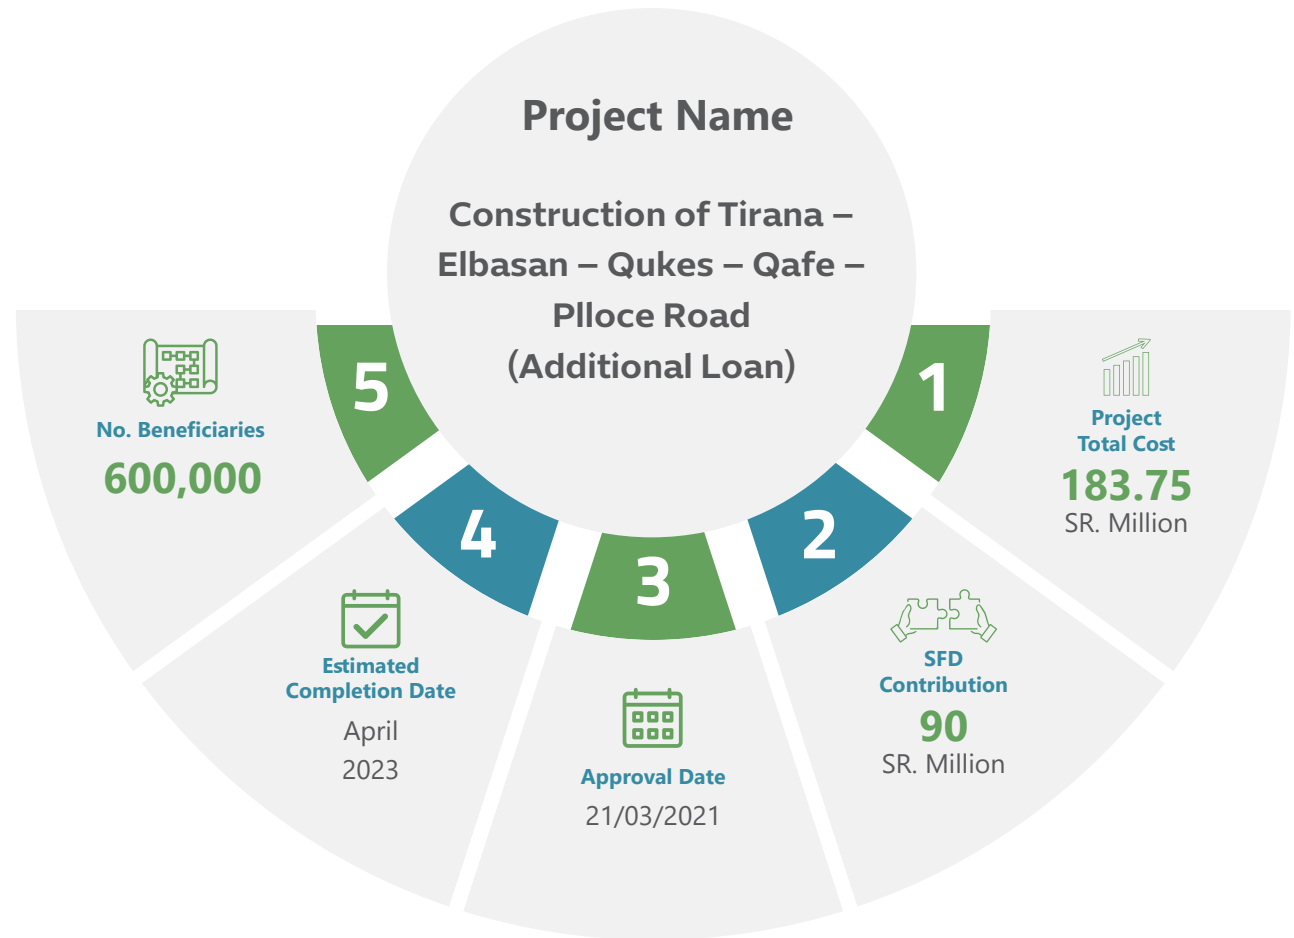 Project Name
Construction of Tirana –
Elbasan – Qukes – Qafe –
Plloce Road
(Additional Loan)
1
Project
Total Cost
183.75
SR. Million
2
SFD
Contribution
90
SR. Million
3
Approval Date
21/03/2021
4
Estimated
Completion Date
April
2023
5
No. Beneficiaries
600,000